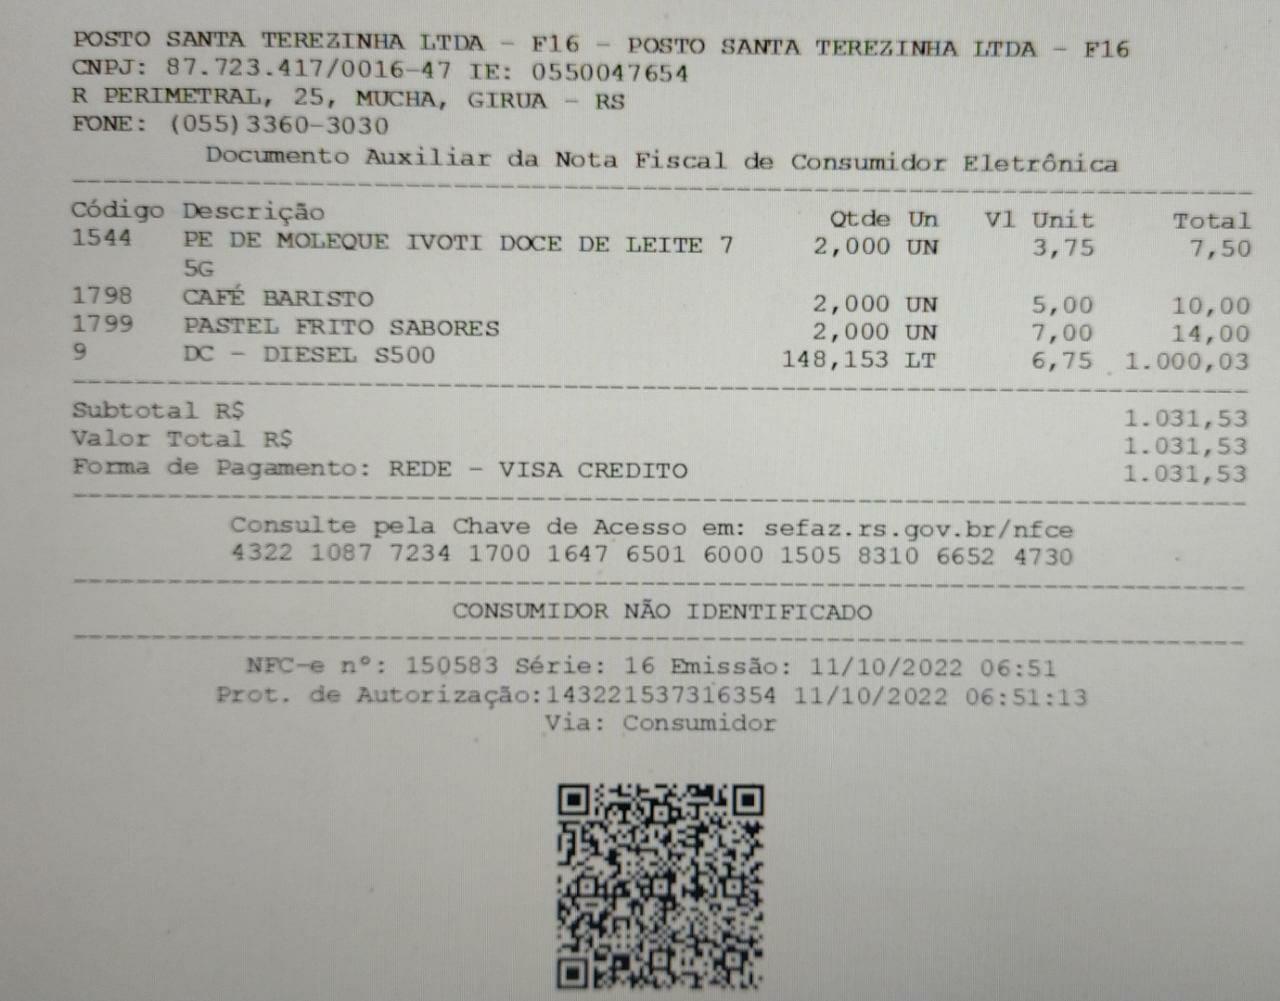 POSTO SANTA TEREZINHA LTDA - F16 - POSTO SANTA TEREZINHA LTDA - F16
CNPJ: 87.723.417/0016-47 IE: 0550047654
R PERIMETRAL, 25, MUCHA, GIRUA - RS
FONE: (055)3360-3030
Documento Auxiliar da Nota Fiscal de Consumidor Eletrônica
Código Descrição Qtde Un Vl Unit Total
1544 PE DE MOLEQUE IVOTI DOCE DE LEITE 7 2,000 UN 3,75 7,50
5G
1798 CAFÉ BARISTO 2,000 UN 5,00 10,00
1799 PASTEL FRITO SABORES 2,000 UN 7,00 14,00
9 DC - DIESEL S500 148,153 LT 6,75 1.000,03
Subtotal R$ 1.031,53
Valor Total R$ 1.031,53
Forma de Pagamento: REDE - VISA CREDITO 1.031,53
Consulte pela Chave de Acesso em: sefaz.rs.gov.br/nfce
4322 1087 7234 1700 1647 6501 6000 1505 8310 6652 4730
CONSUMIDOR NÃO IDENTIFICADO
NFC-e nº: 150583 Série: 16 Emissão: 11/10/2022 06:51
Prot. de Autorização:143221537316354 11/10/2022 06:51:13
Via: Consumidor